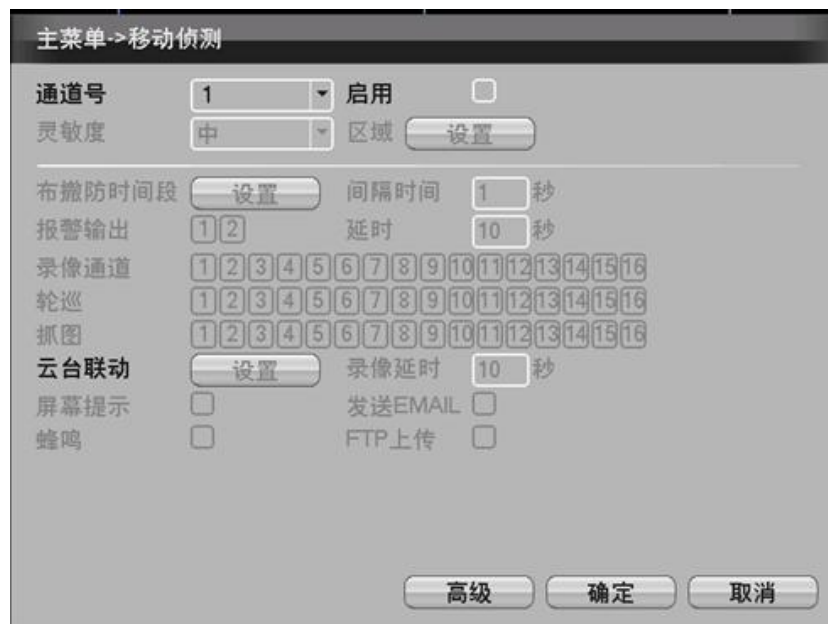 主菜单->移动侦测
通道号 1 启用
灵敏度 中 区域 设置
布撤防时间段 设置 间隔时间 1 秒
报警输出 1 2 延时 10 秒
录像通道 1 2 3 4 5 6 7 8 9 10 11 12 13 14 15 16
轮巡 1 2 3 4 5 6 7 8 9 10 11 12 13 14 15 16
抓图 1 2 3 4 5 6 7 8 9 10 11 12 13 14 15 16
云台联动 设置 录像延时 10 秒
屏幕提示 发送EMAIL
蜂鸣 FTP上传
高级 确定 取消